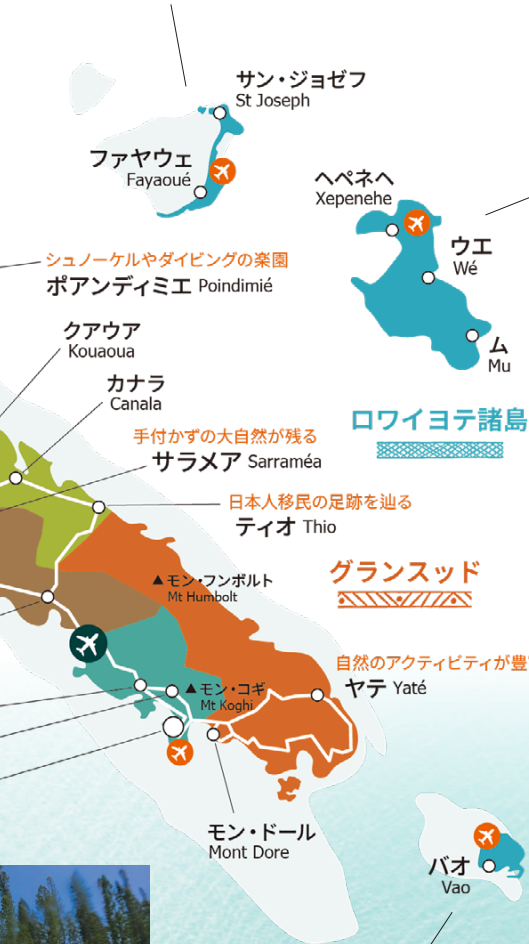 サン・ジョゼフ
St Joseph
ファヤウェ
Fayaoué
ヘペネヘ
Xepenehe
ウエ
Wé
シュノーケルやダイビングの楽園
ポアンディミエ Poindimié
クアウア
Kouaoua
ム
Mu
カナラ
Canala
ロワイヨテ諸島
手付かずの大自然が残る
サラメア Sarraméa
日本人移民の足跡を辿る
ティオ Thio
グランスッド
▲モン・フンボルト
Mt Humbolt
自然のアクティビティが豊
ヤテ Yaté
▲モン・コギ
Mt Koghi
モン・ドール
Mont Dore
バオ
Vao